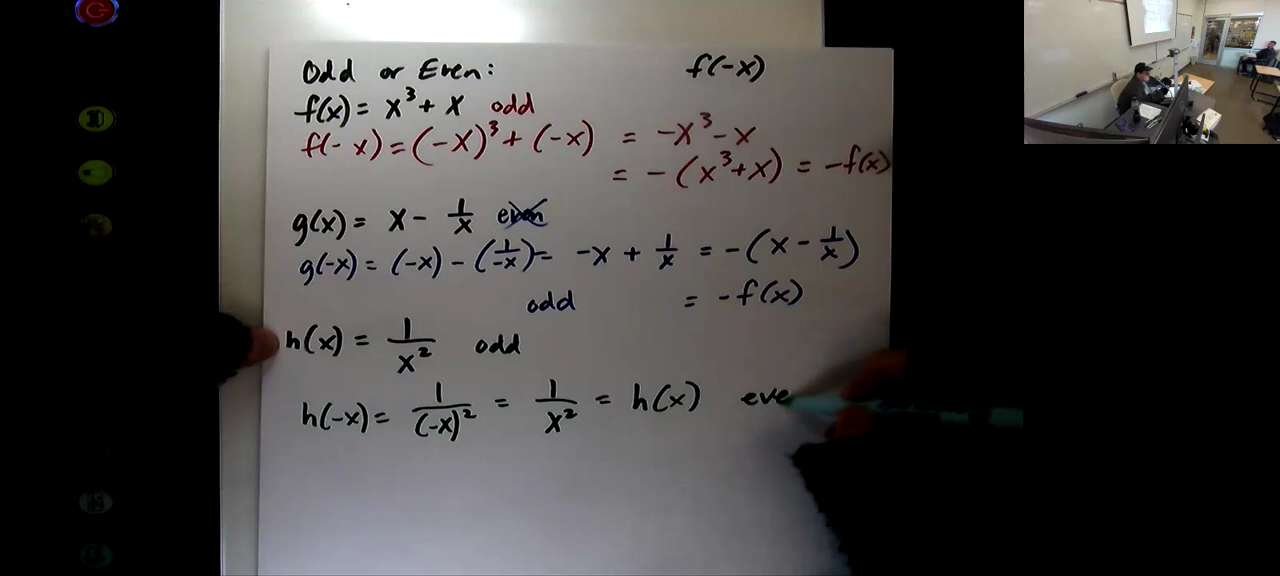 Odd or Even: f(-x)
f(x) = x³ + x odd
f(-x) = (-x)³ + (-x) = -x³ - x
= - (x³+x) = -f(x)
g(x) = x - 1/x even
g(-x) = (-x) - (1/-x) = -x + 1/x = - (x - 1/x)
odd = - f(x)
h(x) = 1/x² odd
h(-x) = 1/(-x)² = 1/x² = h(x) eve